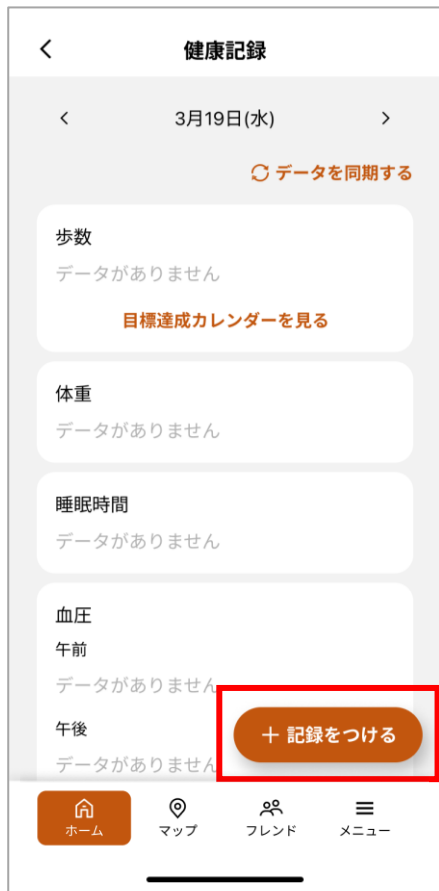 健康記録
3月19日(水)
データを同期する
歩数
データがありません
目標達成カレンダーを見る
体重
データがありません
睡眠時間
データがありません
血圧
午前
データがありません
午後
データがありません
+ 記録をつける
ホーム マップ フレンド メニュー